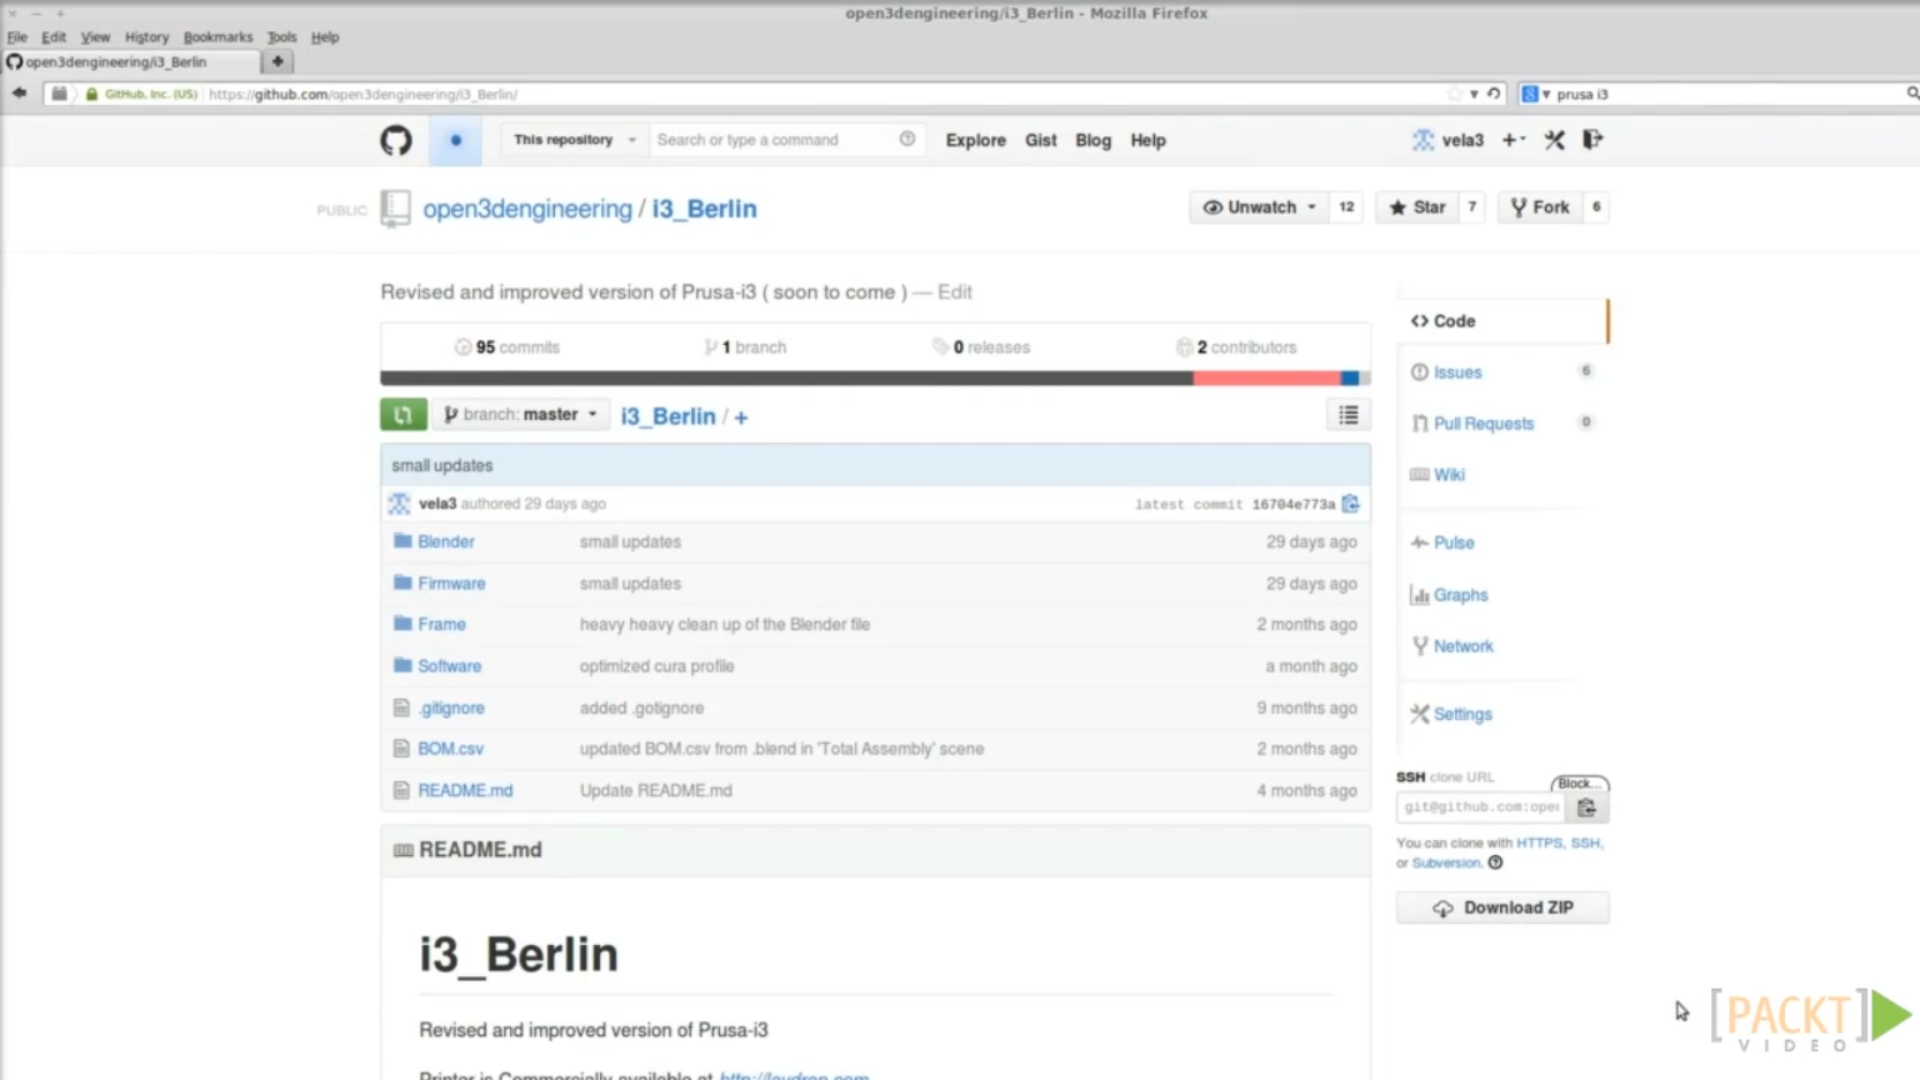 open3dengineering/i3_Berlin - Mozilla Firefox
File Edit View History Bookmarks Tools Help
open3dengineering/i3_Berlin
GitHub, Inc. (US) https://github.com/open3dengineering/i3_Berlin/ prusa i3
This repository Search or type a command Explore Gist Blog Help vela3
PUBLIC open3dengineering / i3_Berlin Unwatch 12 Star 7 Fork 6
Revised and improved version of Prusa-i3 ( soon to come ) — Edit
95 commits 1 branch 0 releases 2 contributors
branch: master i3_Berlin / +
small updates
vela3 authored 29 days ago latest commit 16704e773a
Blender small updates 29 days ago
Firmware small updates 29 days ago
Frame heavy heavy clean up of the Blender file 2 months ago
Software optimized cura profile a month ago
.gitignore added .gotignore 9 months ago
BOM.csv updated BOM.csv from .blend in 'Total Assembly' scene 2 months ago
README.md Update README.md 4 months ago
README.md
i3_Berlin
Revised and improved version of Prusa-i3
Printer is Commercially available at
Code
Issues 6
Pull Requests 0
Wiki
Pulse
Graphs
Network
Settings
SSH clone URL
Block...
git@github.com:open
You can clone with HTTPS, SSH,
or Subversion.
Download ZIP
[PACKT]
VIDEO